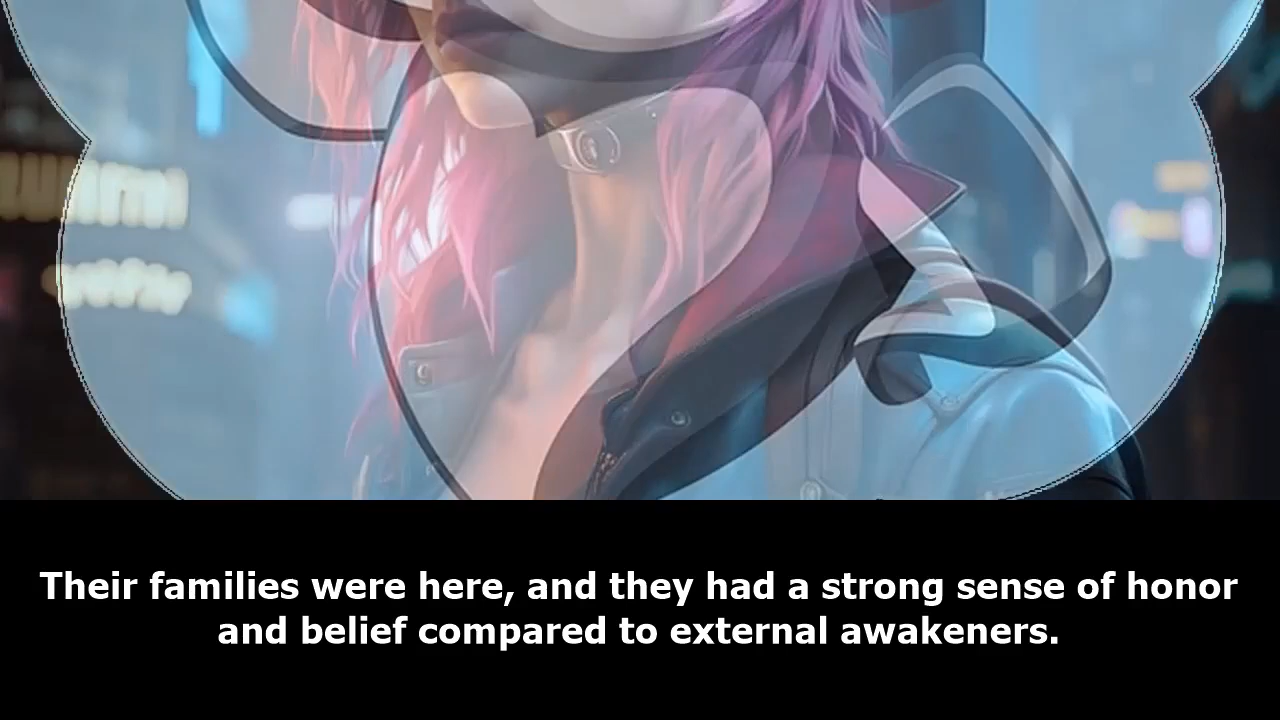 Their families were here, and they had a strong sense of honor
and belief compared to external awakeners.